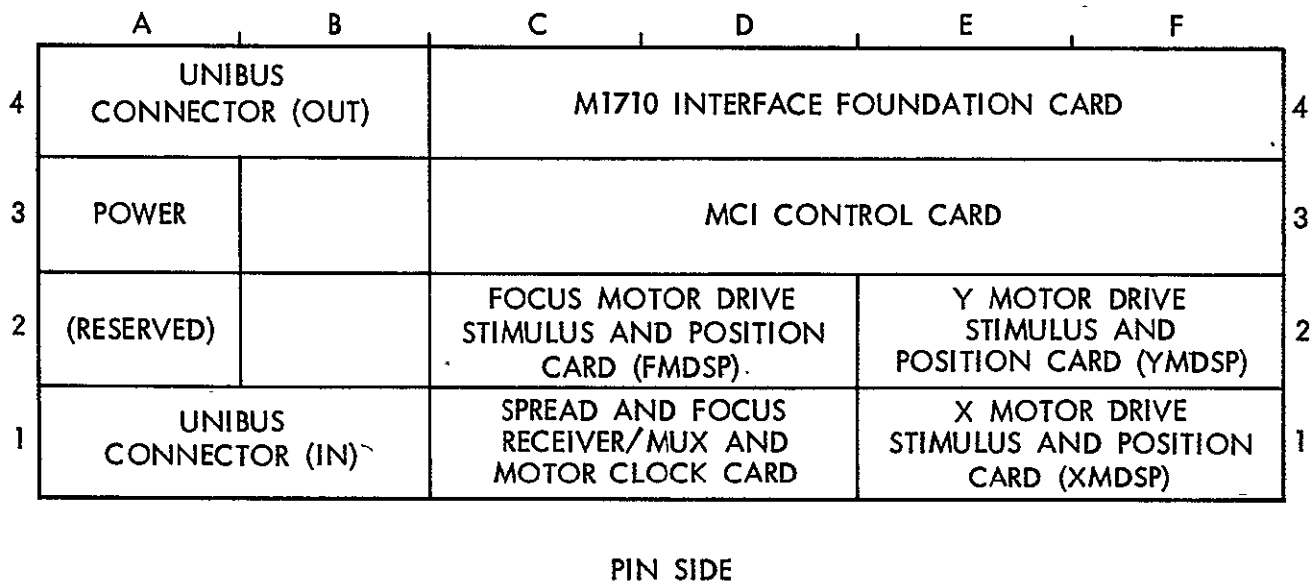 A B C D E F
4 UNIBUS CONNECTOR (OUT) M1710 INTERFACE FOUNDATION CARD 4
3 POWER MCI CONTROL CARD 3
2 (RESERVED) FOCUS MOTOR DRIVE STIMULUS AND POSITION CARD (FMDSP) Y MOTOR DRIVE STIMULUS AND POSITION CARD (YMDSP) 2
1 UNIBUS CONNECTOR (IN) SPREAD AND FOCUS RECEIVER/MUX AND MOTOR CLOCK CARD X MOTOR DRIVE STIMULUS AND POSITION CARD (XMDSP) 1
PIN SIDE